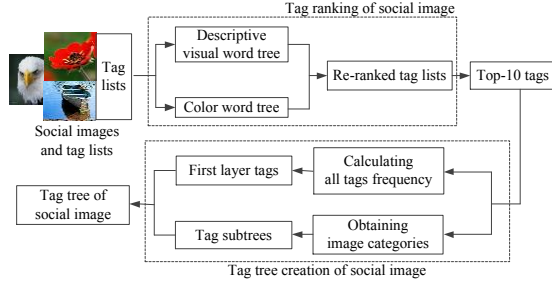 Tag ranking of social image
Tag
lists
Social images
and tag lists
Descriptive
visual word tree
Color word tree
Re-ranked tag lists
Top-10 tags
First layer tags
Calculating
all tags frequency
Tag tree of
social image
Tag subtrees
Obtaining
image categories
Tag tree creation of social image